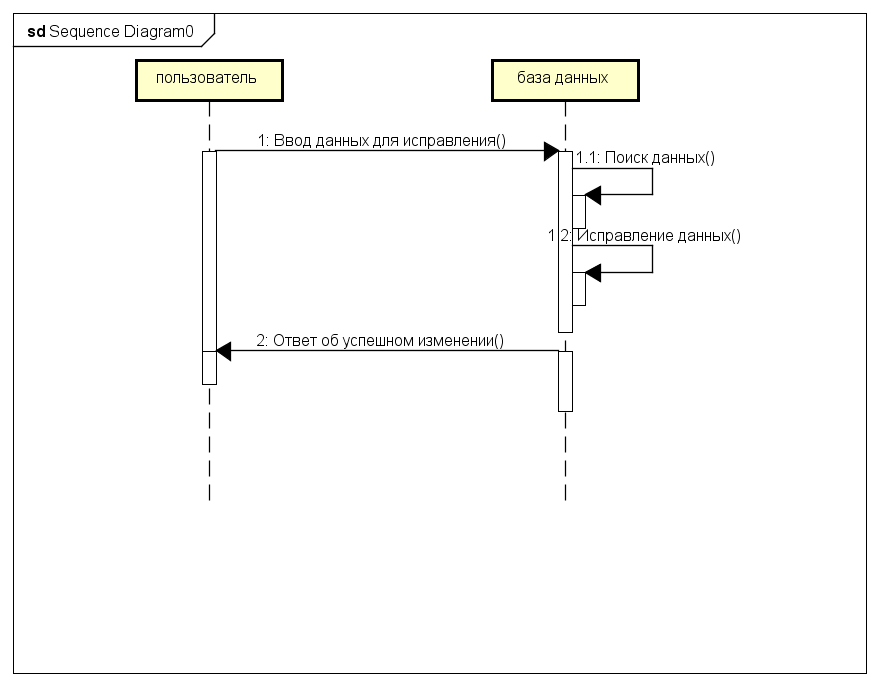 sd Sequence Diagram0
пользователь
база данных
1: Ввод данных для исправления()
1.1: Поиск данных()
1.2: Исправление данных()
2: Ответ об успешном изменении()